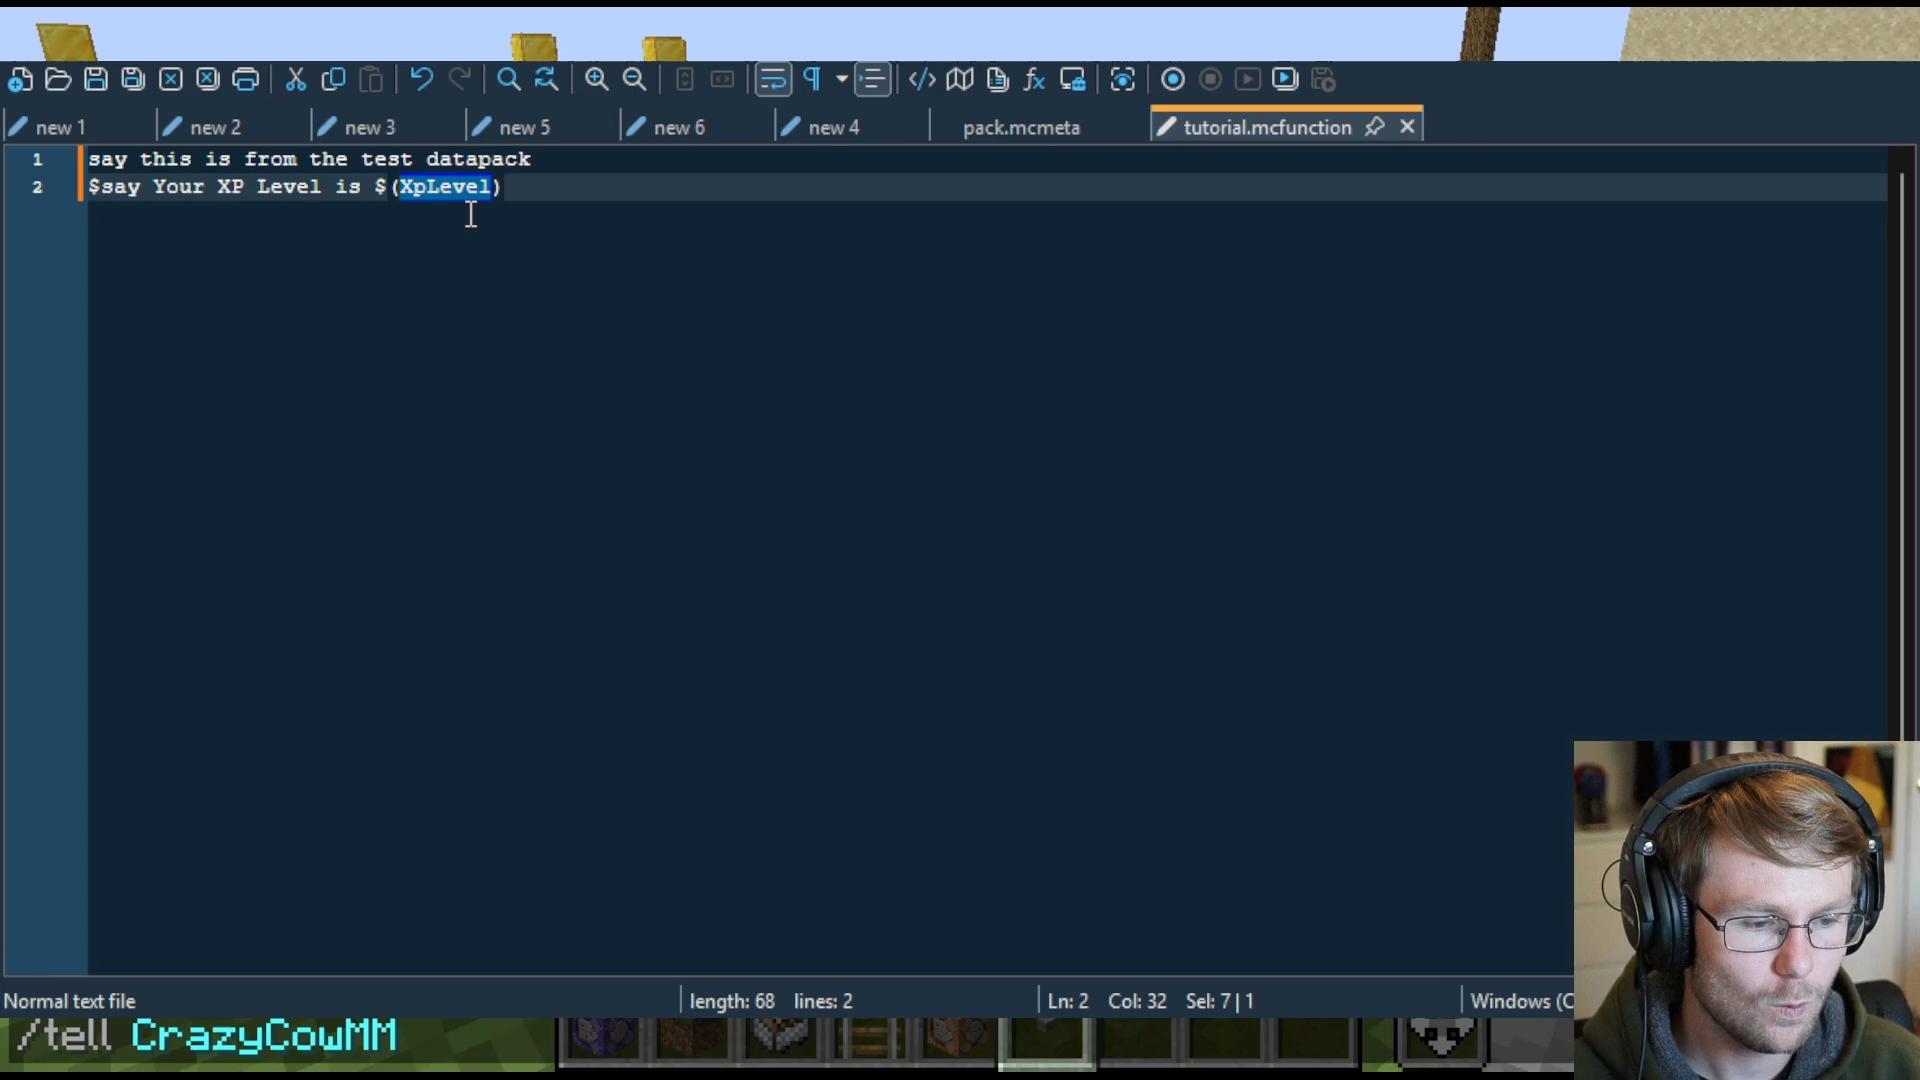 new 1
new 2
new 3
new 5
new 6
new 4
pack.mcmeta
tutorial.mcfunction
1 say this is from the test datapack
2 $say Your XP Level is $(XpLevel)
Normal text file
length: 68 lines: 2
Ln: 2 Col: 32 Sel: 7 | 1
Windows (C
/tell CrazyCowMM